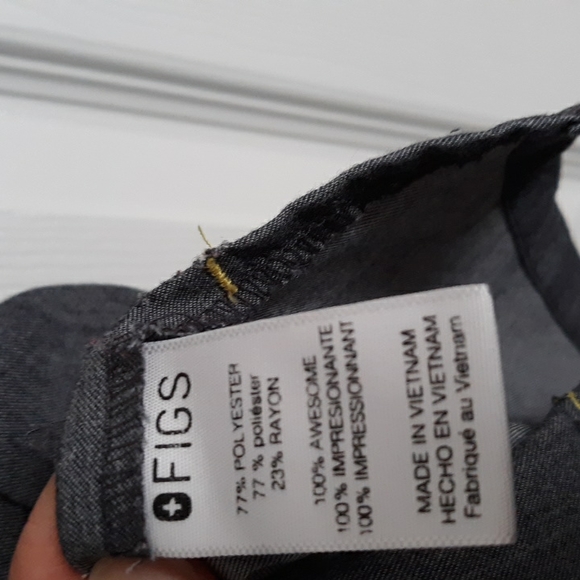 FIGS
77% POLYESTER
77 % poliéster
23% RAYON
100% AWESOME
100% IMPRESIONANTE
100% IMPRESSIONNANT
MADE IN VIETNAM
HECHO EN VIETNAM
Fabriqué au Vietnam